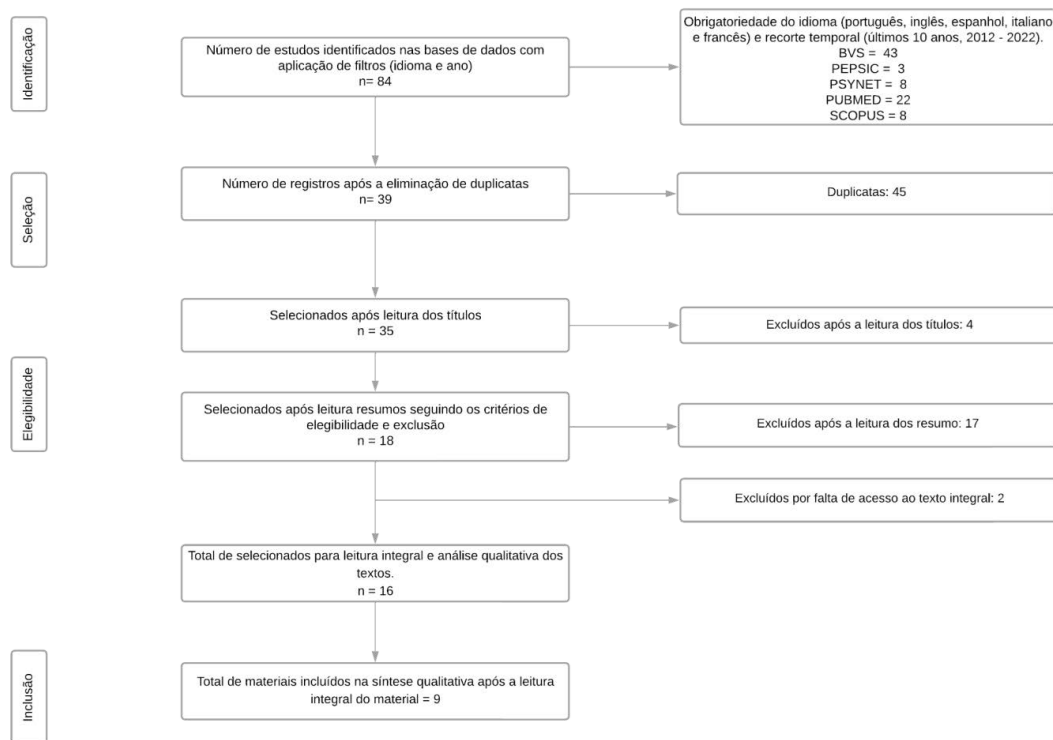 Identificação
Número de estudos identificados nas bases de dados com
aplicação de filtros (idioma e ano)
n= 84
Obrigatoriedade do idioma (português, inglês, espanhol, italiano
e francês) e recorte temporal (últimos 10 anos, 2012 - 2022).
BVS = 43
PEPSIC = 3
PSYNET = 8
PUBMED = 22
SCOPUS = 8
Seleção
Número de registros após a eliminação de duplicatas
n= 39
Duplicatas: 45
Selecionados após leitura dos títulos
n = 35
Excluídos após a leitura dos títulos: 4
Elegibilidade
Selecionados após leitura resumos seguindo os critérios de
elegibilidade e exclusão
n = 18
Excluídos após a leitura dos resumo: 17
Excluídos por falta de acesso ao texto integral: 2
Total de selecionados para leitura integral e análise qualitativa dos
textos.
n = 16
Inclusão
Total de materiais incluídos na síntese qualitativa após a leitura
integral do material = 9